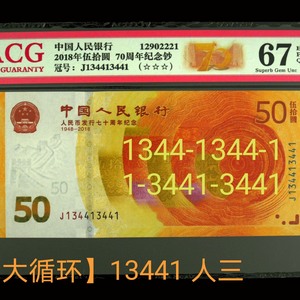 ACG
GUARANTY
中国人民银行 12902221
2018年伍拾圆 70周年纪念钞
冠号：J134413441 (☆☆☆)
70
67
Superb Gem Unc
中国人民银行
人民币发行七十周年纪念
1948-2018
50
伍拾圆
1344-1344-1
1-3441-3441
50
J134413441
J134413441
大循环】13441 人三